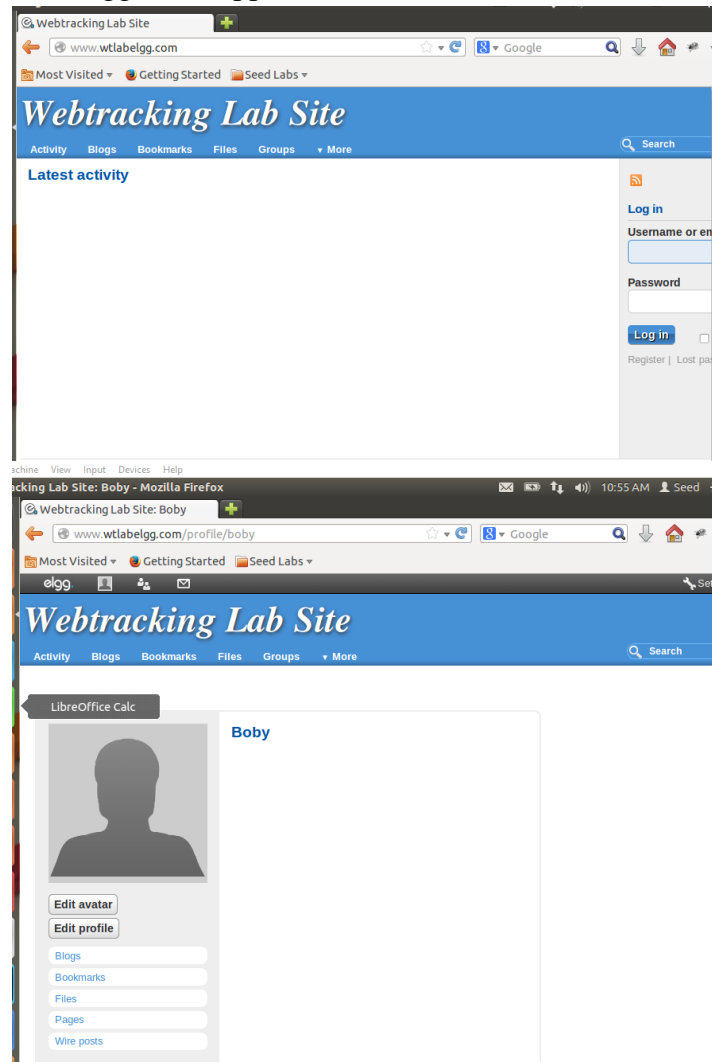 Webtracking Lab Site
www.wtlabelgg.com
Google
Most Visited
Getting Started
Seed Labs
Webtracking Lab Site
Activity
Blogs
Bookmarks
Files
Groups
More
Search
Latest activity
Log in
Username or em
Password
Log in
Register | Lost pas
achine View Input Devices Help
cking Lab Site: Boby - Mozilla Firefox
10:55 AM
Seed
Webtracking Lab Site: Boby
www.wtlabelgg.com/profile/boby
Google
Most Visited
Getting Started
Seed Labs
elgg.
Set
Webtracking Lab Site
Activity
Blogs
Bookmarks
Files
Groups
More
Search
LibreOffice Calc
Boby
Edit avatar
Edit profile
Blogs
Bookmarks
Files
Pages
Wire posts